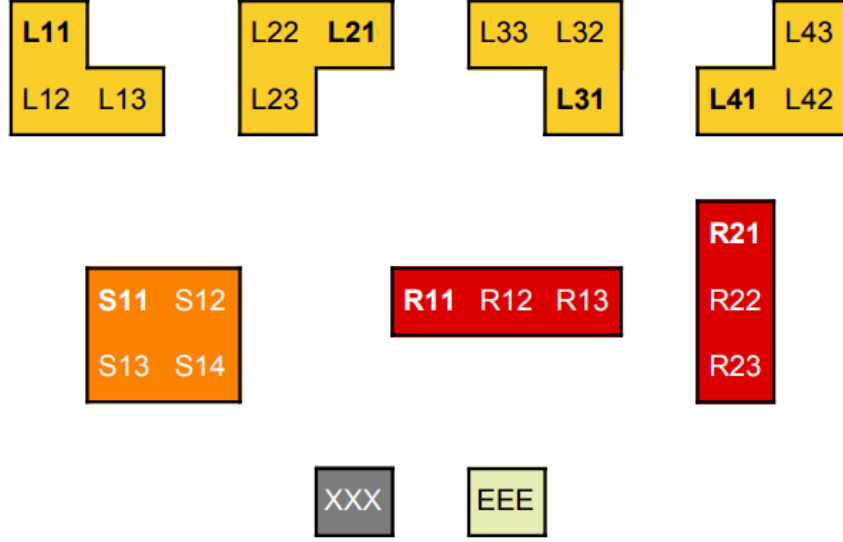 L11 L22 L21 L33 L32 L43
L12 L13 L23 L31 L41 L42
R21
S11 S12 R11 R12 R13 R22
S13 S14 R23
XXX EEE